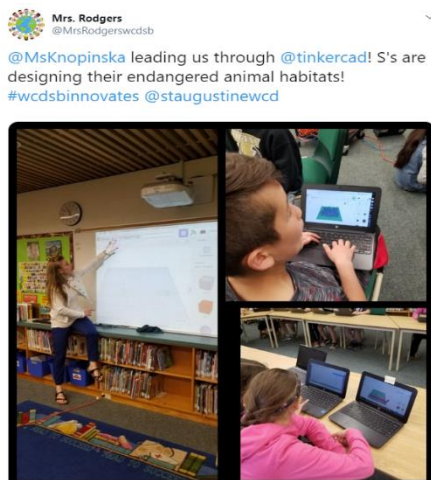 Mrs. Rodgers
@MrsRodgerswcdsb
@MsKnopinska leading us through @tinkercad! S's are
designing their endangered animal habitats!
#wcdsbinnovates @staugustinewcd